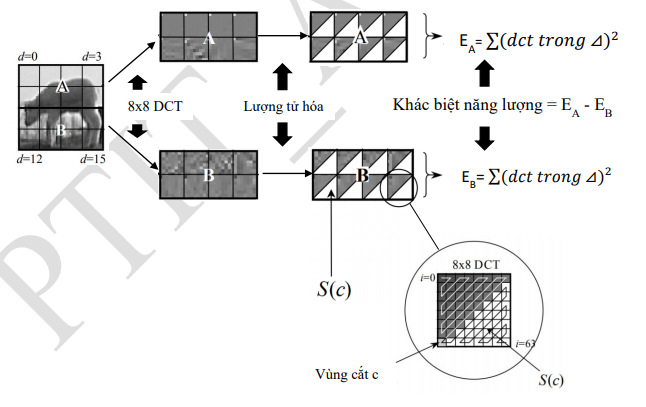 d=0
d=3
A
B
d=12
d=15
8x8 DCT
A
B
Lượng tử hóa
A
B
E_A= ∑(dct trong ⊿)²
Khác biệt năng lượng = E_A - E_B
E_B= ∑(dct trong ⊿)²
S(c)
8x8 DCT
i=0
i=63
Vùng cắt c
S(c)